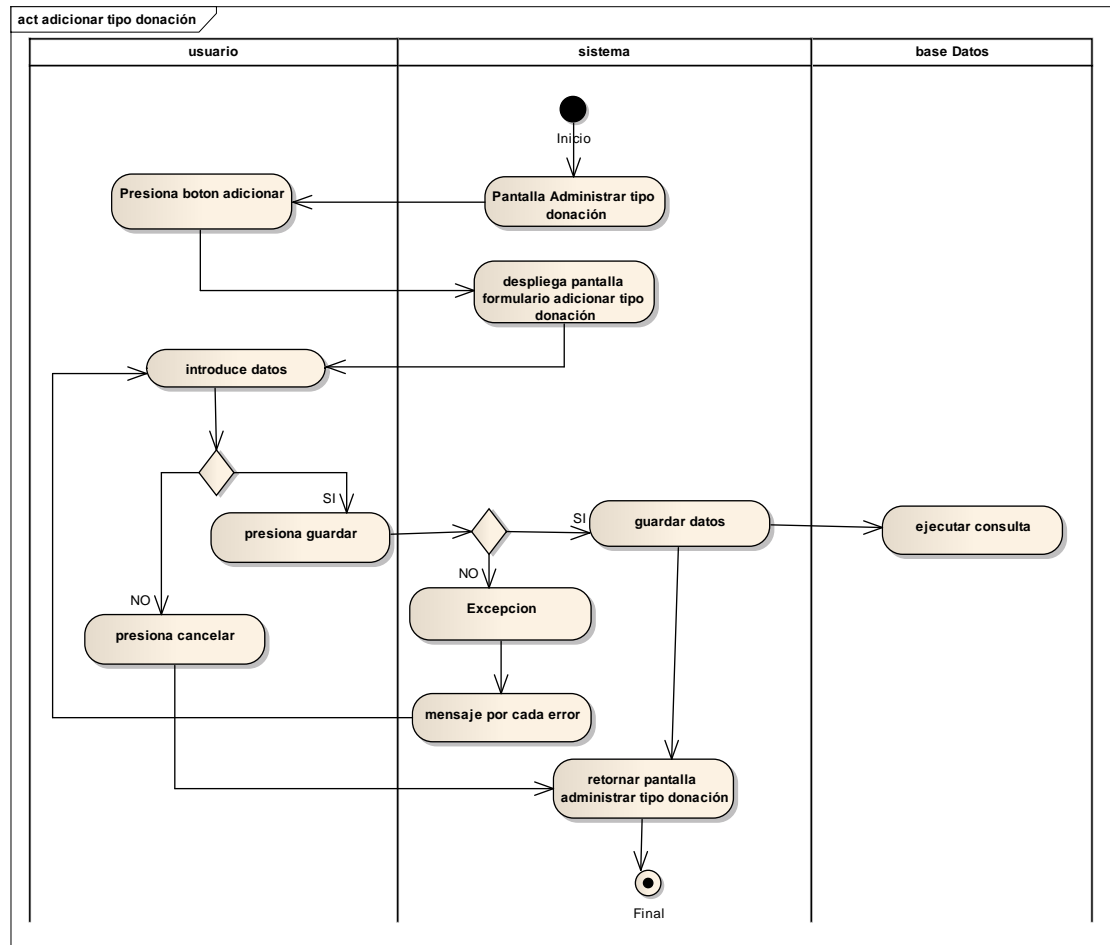 act adicionar tipo donación
usuario
sistema
base Datos
Inicio
Presiona boton adicionar
Pantalla Administrar tipo
donación
despliega pantalla
formulario adicionar tipo
donación
introduce datos
SI
presiona guardar
SI
guardar datos
ejecutar consulta
NO
Excepcion
NO
presiona cancelar
mensaje por cada error
retornar pantalla
administrar tipo donación
Final